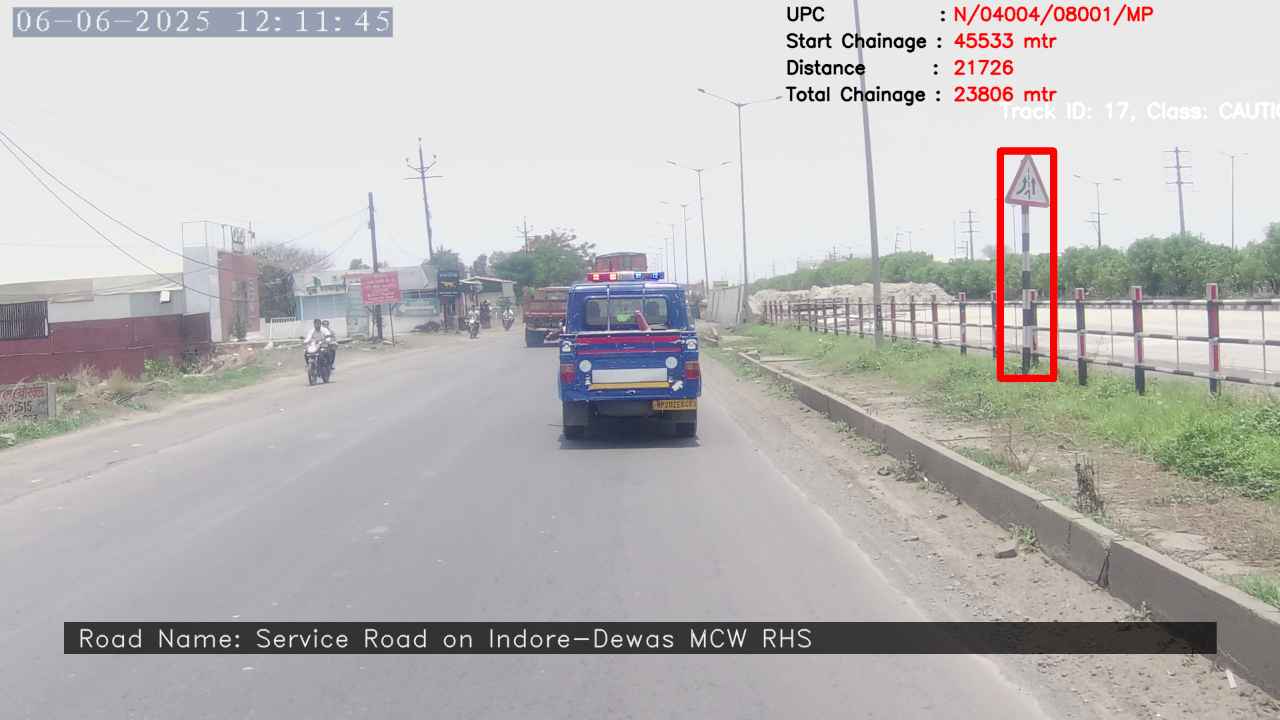 06-06-2025 12:11:45
UPC : N/04004/08001/MP
Start Chainage : 45533 mtr
Distance : 21726
Total Chainage : 23806 mtr
Track ID: 17, Class: CAUTIO
Road Name: Service Road on Indore-Dewas MCW RHS